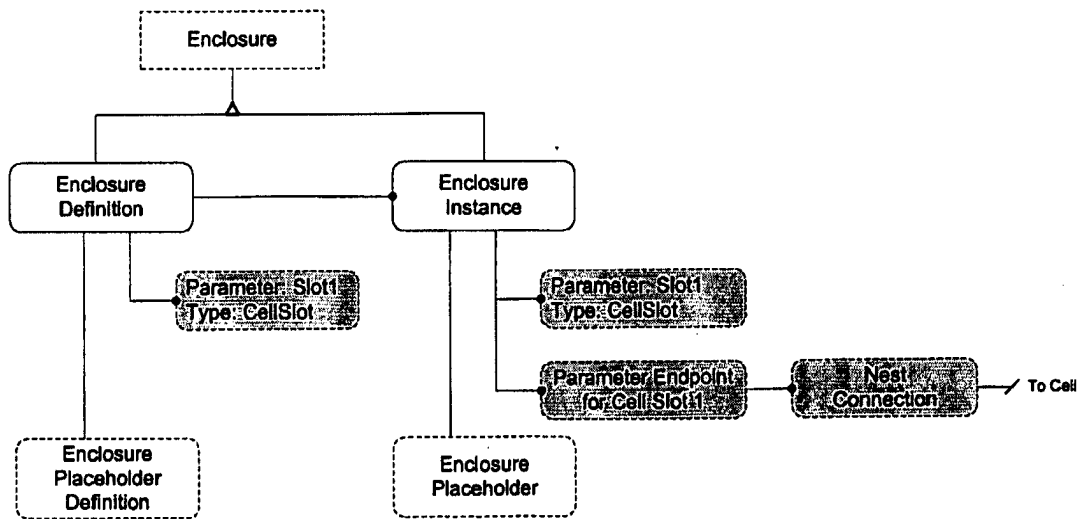 Enclosure
Enclosure
Definition
Enclosure
Instance
Parameter: Slot1
Type: CellSlot
Parameter: Slot1
Type: CellSlot
Parameter Endpoint
for Cell Slot 1
Nest
Connection
To Cell
Enclosure
Placeholder
Definition
Enclosure
Placeholder